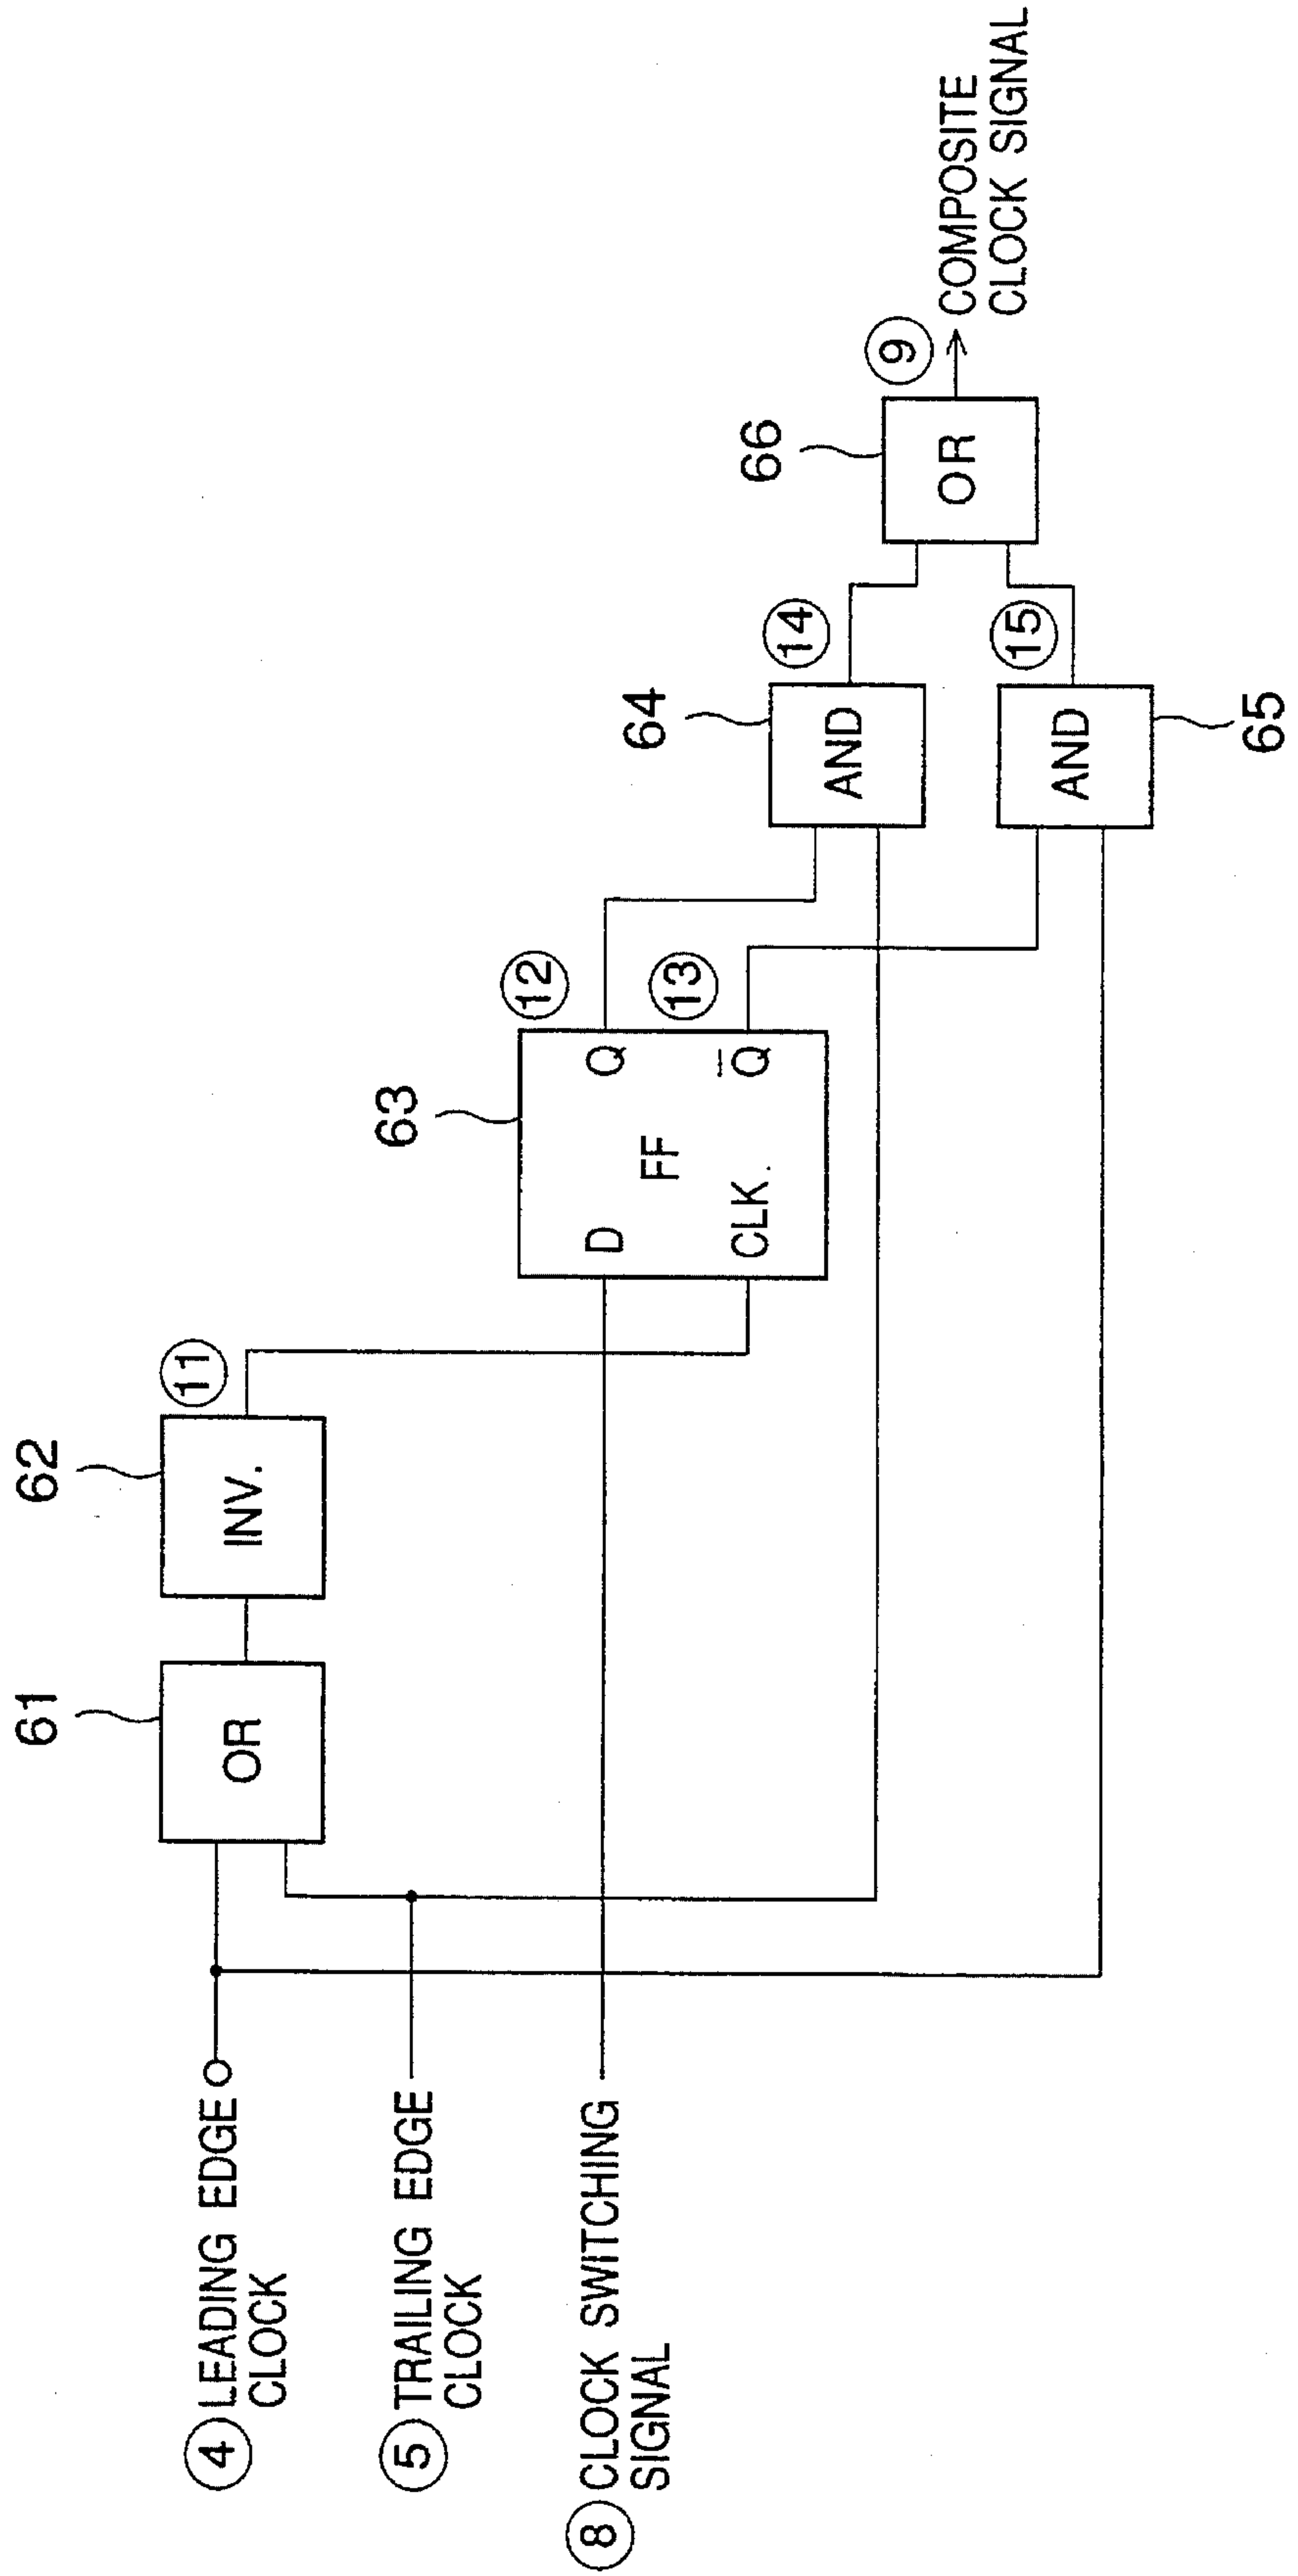 ④ LEADING EDGE
CLOCK
⑤ TRAILING EDGE
CLOCK
⑧ CLOCK SWITCHING
SIGNAL
61
OR
62
INV.
⑪
63
D
FF
CLK.
Q
Q̅
⑫
⑬
64
AND
⑭
65
AND
⑮
66
OR
⑨
COMPOSITE
CLOCK SIGNAL